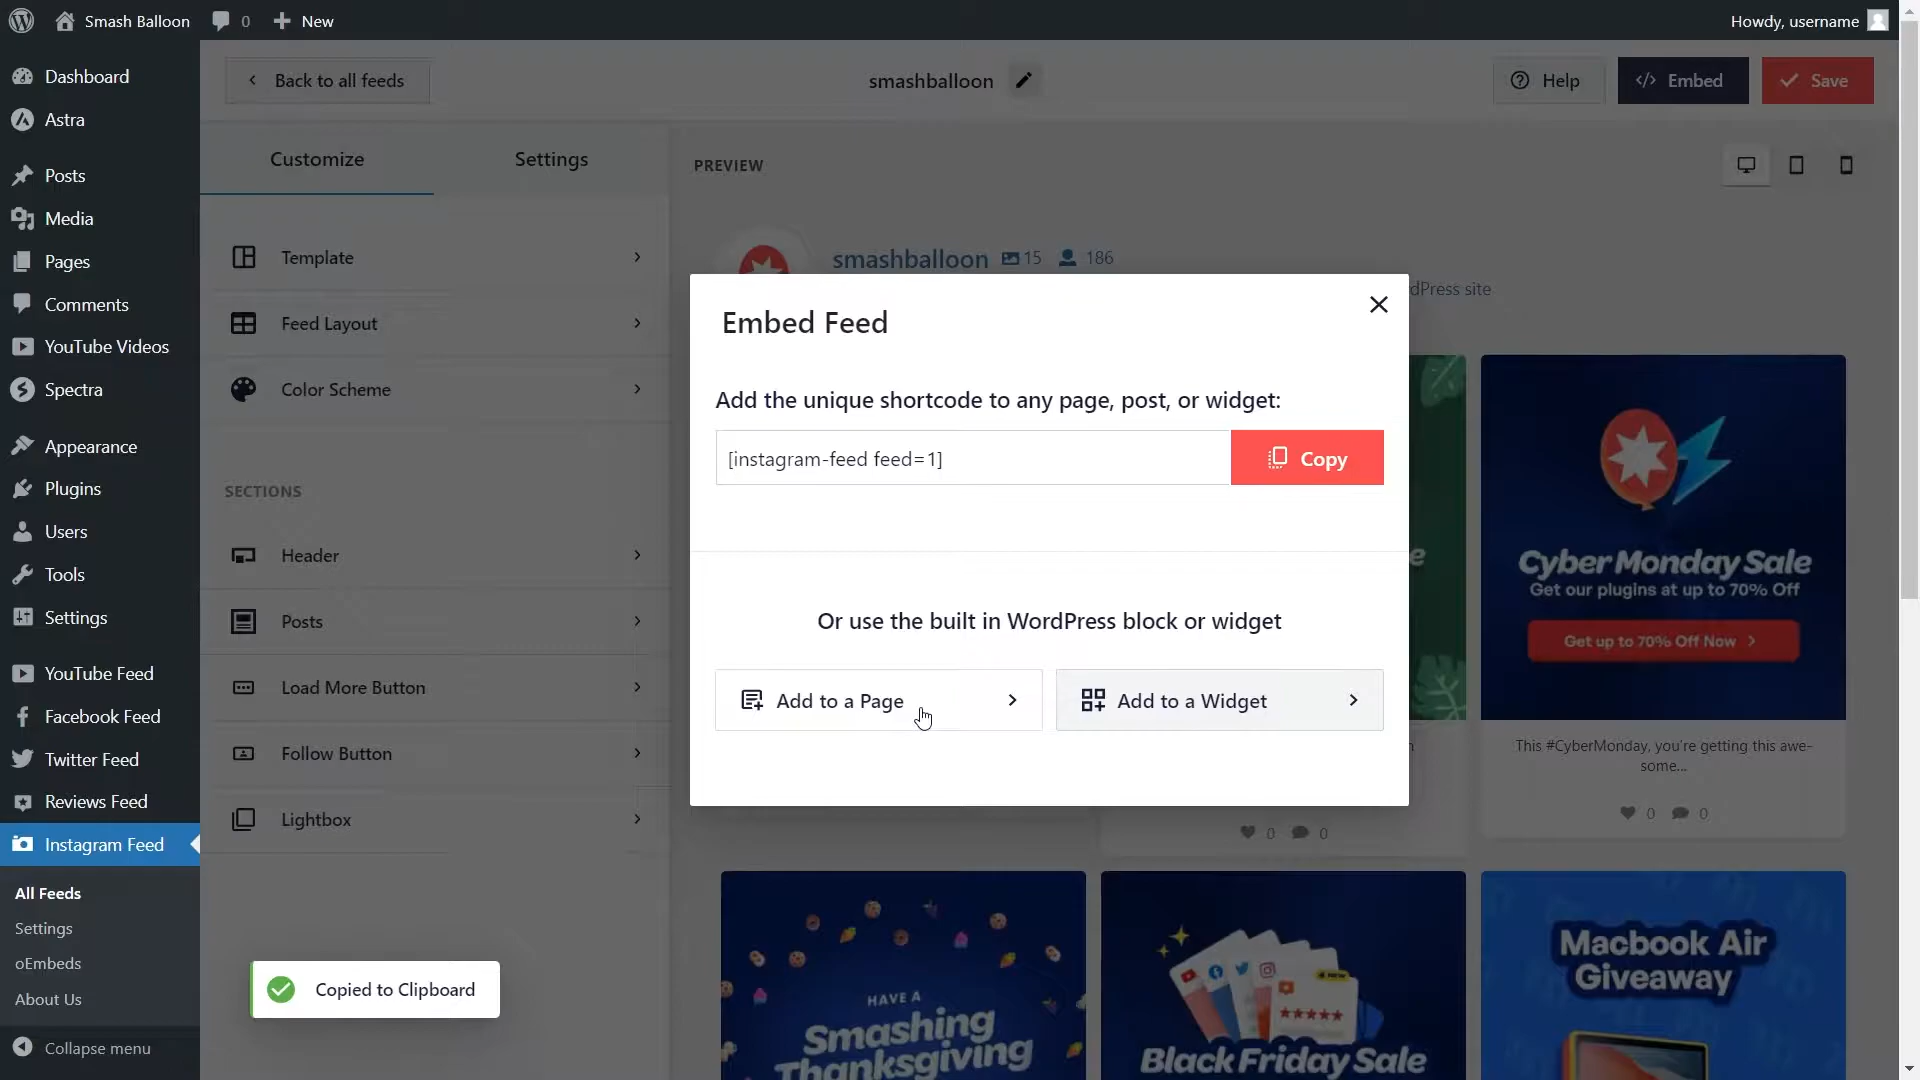 Smash Balloon
0
New
Howdy, username
Dashboard
Astra
Posts
Media
Pages
Comments
YouTube Videos
Spectra
Appearance
Plugins
Users
Tools
Settings
YouTube Feed
Facebook Feed
Twitter Feed
Reviews Feed
Instagram Feed
All Feeds
Settings
oEmbeds
About Us
Collapse menu
Back to all feeds
smashballoon
Help
Embed
Save
Customize
Settings
Template
Feed Layout
Color Scheme
SECTIONS
Header
Posts
Load More Button
Follow Button
Lightbox
Copied to Clipboard
PREVIEW
smashballoon 15 186
dPress site
Embed Feed
Add the unique shortcode to any page, post, or widget:
[instagram-feed feed=1]
Copy
Or use the built in WordPress block or widget
Add to a Page
Add to a Widget
e
n
0 0
Cyber Monday Sale
Get our plugins at up to 70% Off
Get up to 70% Off Now >
This #CyberMonday, you're getting this awe-
some...
0 0
HAVE A
Smashing
Thanksgiving
NEW
Black Friday Sale
Macbook Air
Giveaway